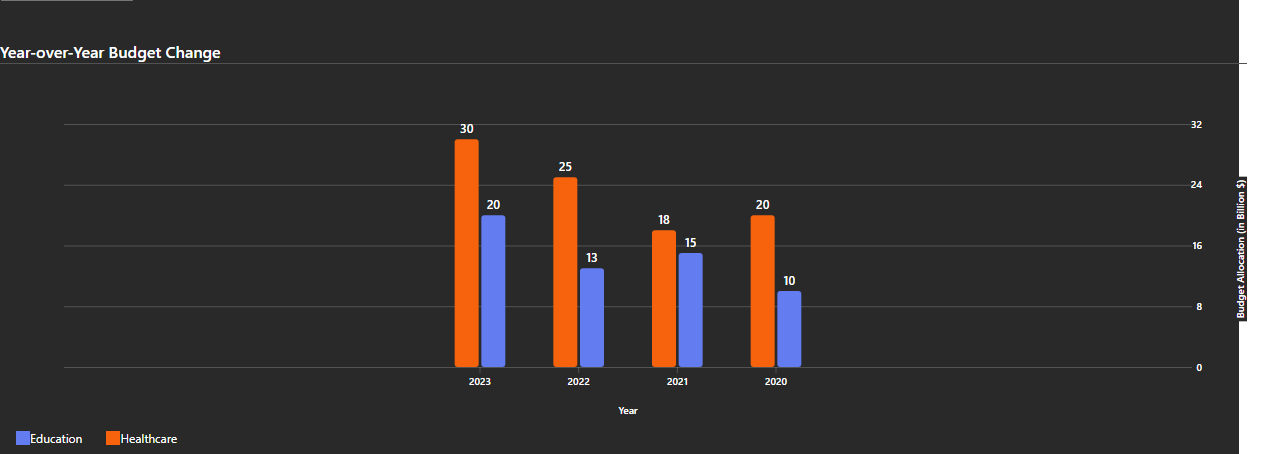 Year-over-Year Budget Change
32
30
25
24
20
20
18
16
15
13
10
8
0
2023 2022 2021 2020
Year
Budget Allocation (in Billion $)
Education Healthcare